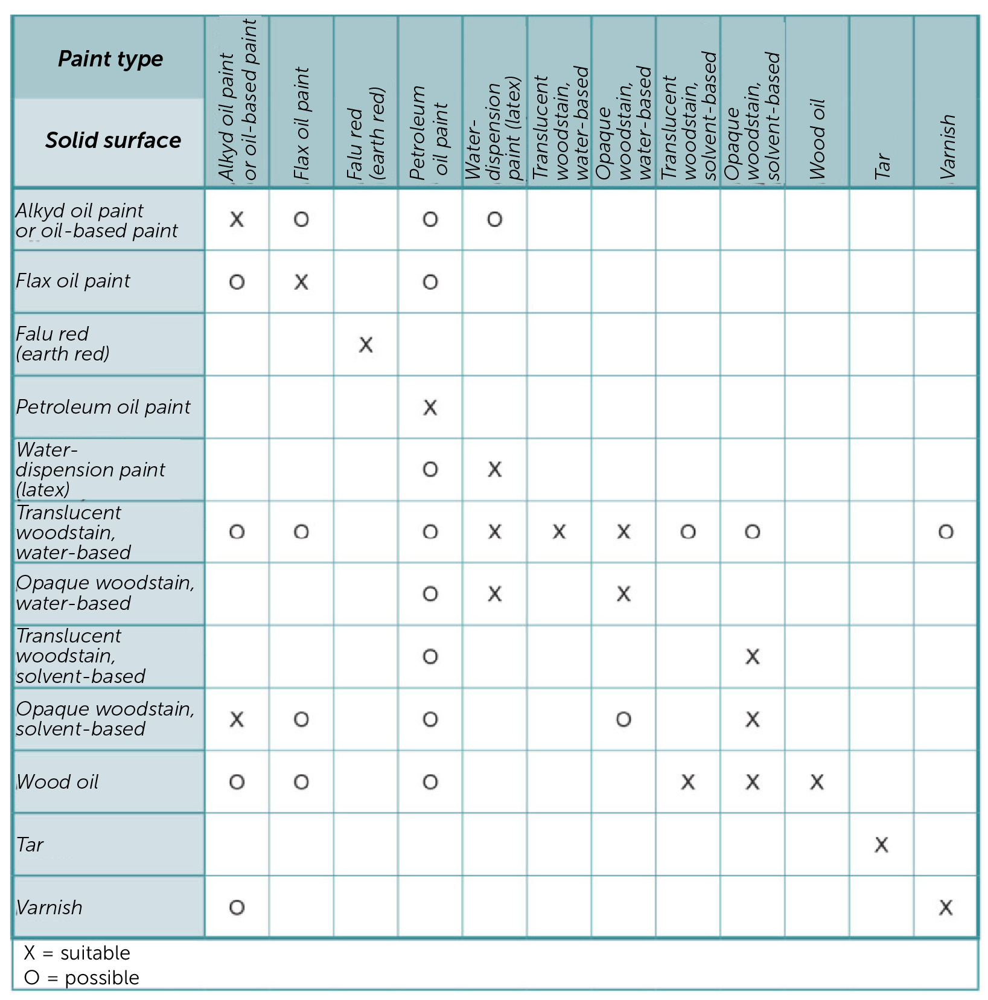 Paint type
Solid surface
Alkyd oil paint
or oil-based paint
Flax oil paint
Falu red
(earth red)
Petroleum
oil paint
Water-
dispension
paint (latex)
Translucent
woodstain,
water-based
Opaque
woodstain,
water-based
Translucent
woodstain,
solvent-based
Opaque
woodstain,
solvent-based
Wood oil
Tar
Varnish
Alkyd oil paint
or oil-based paint
X O O O
Flax oil paint
O X O
Falu red
(earth red)
X
Petroleum oil paint
X
Water-
dispension paint
(latex)
O X
Translucent
woodstain,
water-based
O O O X X X O O O
Opaque woodstain,
water-based
O X X
Translucent
woodstain,
solvent-based
O X
Opaque woodstain,
solvent-based
X O O O X
Wood oil
O O O X X X
Tar
X
Varnish
O X
X = suitable
O = possible